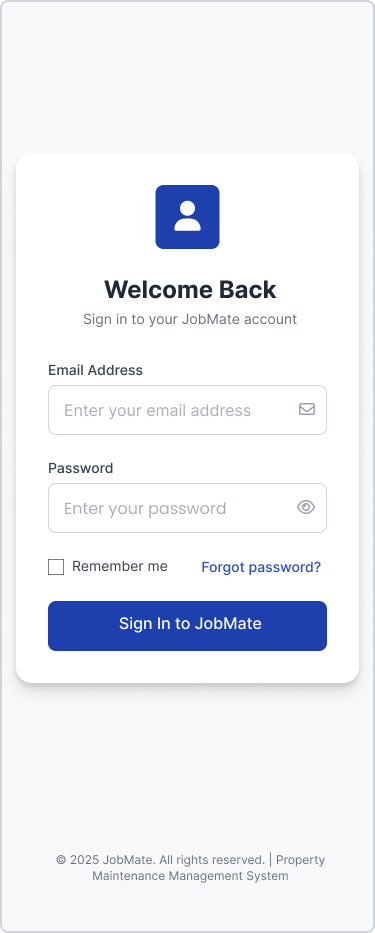 Welcome Back
Sign in to your JobMate account
Email Address
Enter your email address
Password
Enter your password
Remember me
Forgot password?
Sign In to JobMate
© 2025 JobMate. All rights reserved. | Property
Maintenance Management System